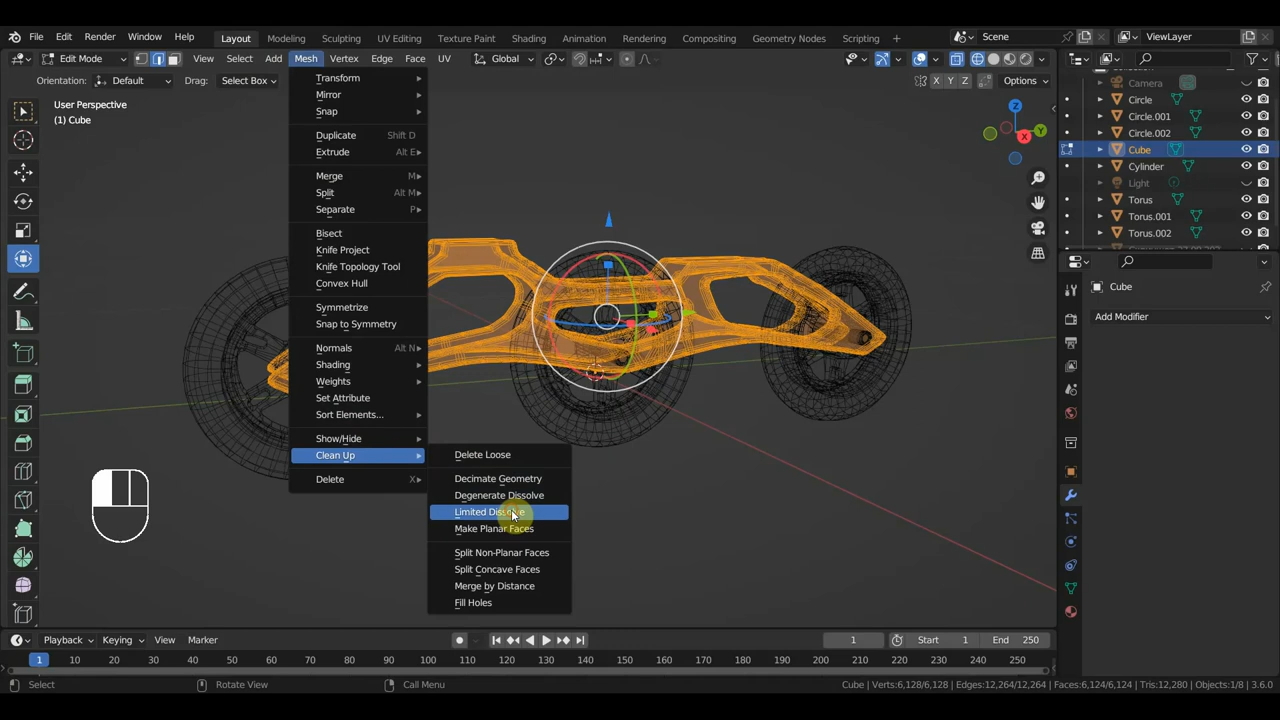 File Edit Render Window Help Layout Modeling Sculpting UV Editing Texture Paint Shading Animation Rendering Compositing Geometry Nodes Scripting + Scene ViewLayer
Edit Mode View Select Add Mesh Vertex Edge Face UV Global
Orientation: Default Drag: Select Box X Y Z Options
User Perspective
(1) Cube
Transform
Mirror
Snap
Duplicate Shift D
Extrude Alt E
Merge M
Split Alt M
Separate P
Bisect
Knife Project
Knife Topology Tool
Convex Hull
Symmetrize
Snap to Symmetry
Normals Alt N
Shading
Weights
Set Attribute
Sort Elements...
Show/Hide
Clean Up
Delete X
Delete Loose
Decimate Geometry
Degenerate Dissolve
Limited Dissolve
Make Planar Faces
Split Non-Planar Faces
Split Concave Faces
Merge by Distance
Fill Holes
Z
Y
X
Camera
Circle
Circle.001
Circle.002
Cube
Cylinder
Light
Torus
Torus.001
Torus.002
Cube
Add Modifier
Playback Keying View Marker 1 Start 1 End 250
1 10 20 30 40 50 60 70 80 90 100 110 120 130 140 150 160 170 180 190 200 210 220 230 240 250
Select Rotate View Call Menu Cube | Verts:6,128/6,128 | Edges:12,264/12,264 | Faces:6,124/6,124 | Tris:12,280 | Objects:1/8 | 3.6.0